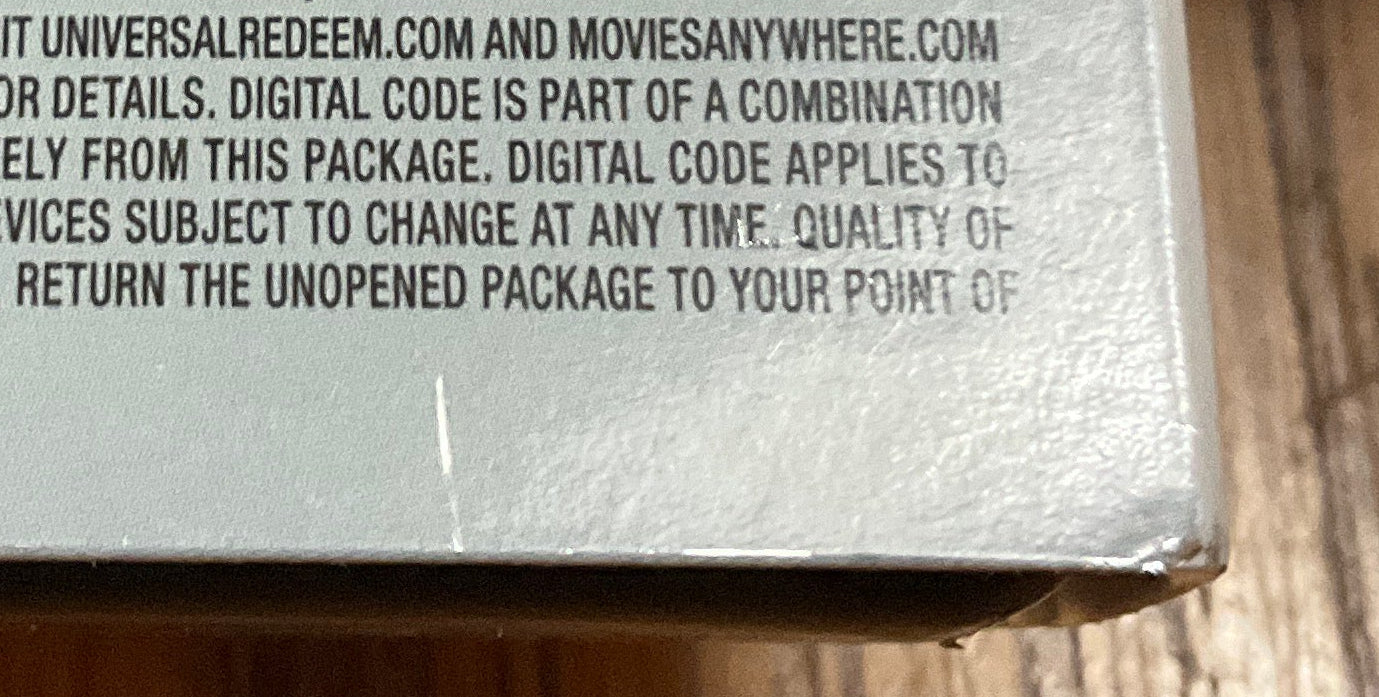 IT UNIVERSALREDEEM.COM AND MOVIESANYWHERE.COM
OR DETAILS. DIGITAL CODE IS PART OF A COMBINATION
ELY FROM THIS PACKAGE. DIGITAL CODE APPLIES TO
EVICES SUBJECT TO CHANGE AT ANY TIME. QUALITY OF
RETURN THE UNOPENED PACKAGE TO YOUR POINT OF